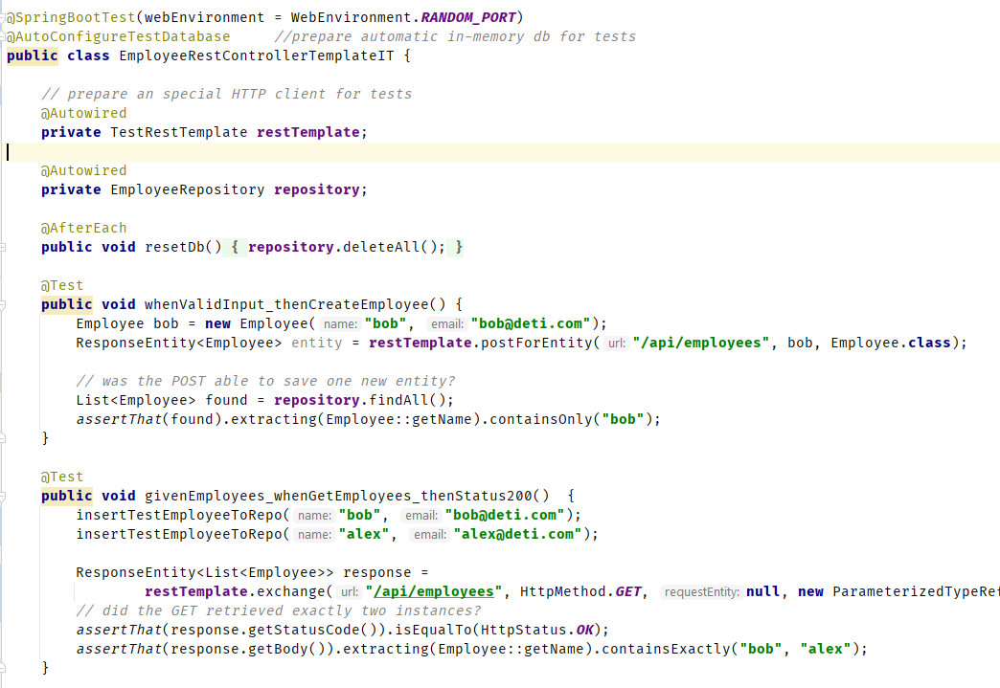 @SpringBootTest(webEnvironment = WebEnvironment.RANDOM_PORT)
@AutoConfigureTestDatabase     //prepare automatic in-memory db for tests
public class EmployeeRestControllerTemplateIT {

    // prepare an special HTTP client for tests
    @Autowired
    private TestRestTemplate restTemplate;

    @Autowired
    private EmployeeRepository repository;

    @AfterEach
    public void resetDb() { repository.deleteAll(); }

    @Test
    public void whenValidInput_thenCreateEmployee() {
        Employee bob = new Employee( name: "bob",  email: "bob@deti.com");
        ResponseEntity<Employee> entity = restTemplate.postForEntity( url: "/api/employees", bob, Employee.class);

        // was the POST able to save one new entity?
        List<Employee> found = repository.findAll();
        assertThat(found).extracting(Employee::getName).containsOnly("bob");
    }

    @Test
    public void givenEmployees_whenGetEmployees_thenStatus200()  {
        insertTestEmployeeToRepo( name: "bob",  email: "bob@deti.com");
        insertTestEmployeeToRepo( name: "alex",  email: "alex@deti.com");

        ResponseEntity<List<Employee>> response =
                restTemplate.exchange( url: "/api/employees", HttpMethod.GET,  requestEntity: null, new ParameterizedTypeRef
        // did the GET retrieved exactly two instances?
        assertThat(response.getStatusCode()).isEqualTo(HttpStatus.OK);
        assertThat(response.getBody()).extracting(Employee::getName).containsExactly("bob", "alex");
    }